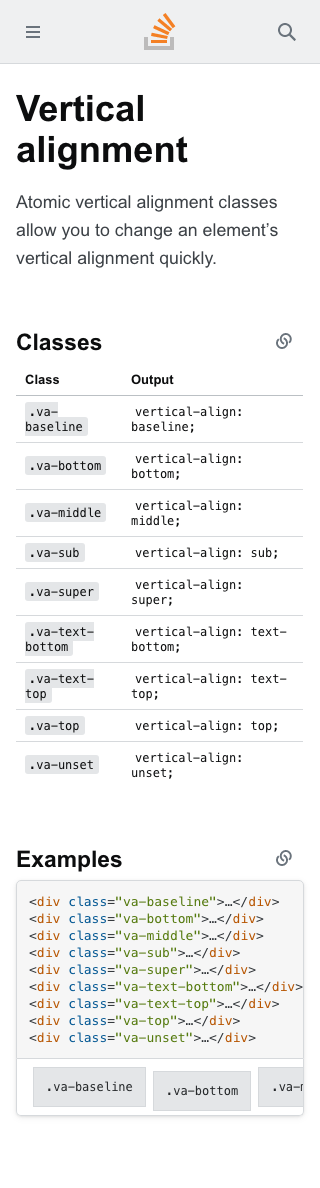 Vertical
alignment
Atomic vertical alignment classes
allow you to change an element’s
vertical alignment quickly.
Classes
Class Output
.va-
baseline
vertical-align:
baseline;
.va-bottom
vertical-align:
bottom;
.va-middle
vertical-align:
middle;
.va-sub vertical-align: sub;
.va-super
vertical-align:
super;
.va-text-
bottom
vertical-align: text-
bottom;
.va-text-
top
vertical-align: text-
top;
.va-top vertical-align: top;
.va-unset
vertical-align:
unset;
Examples
<div class="va-baseline">…</div>
<div class="va-bottom">…</div>
<div class="va-middle">…</div>
<div class="va-sub">…</div>
<div class="va-super">…</div>
<div class="va-text-bottom">…</div>
<div class="va-text-top">…</div>
<div class="va-top">…</div>
<div class="va-unset">…</div>
.va-baseline .va-bottom